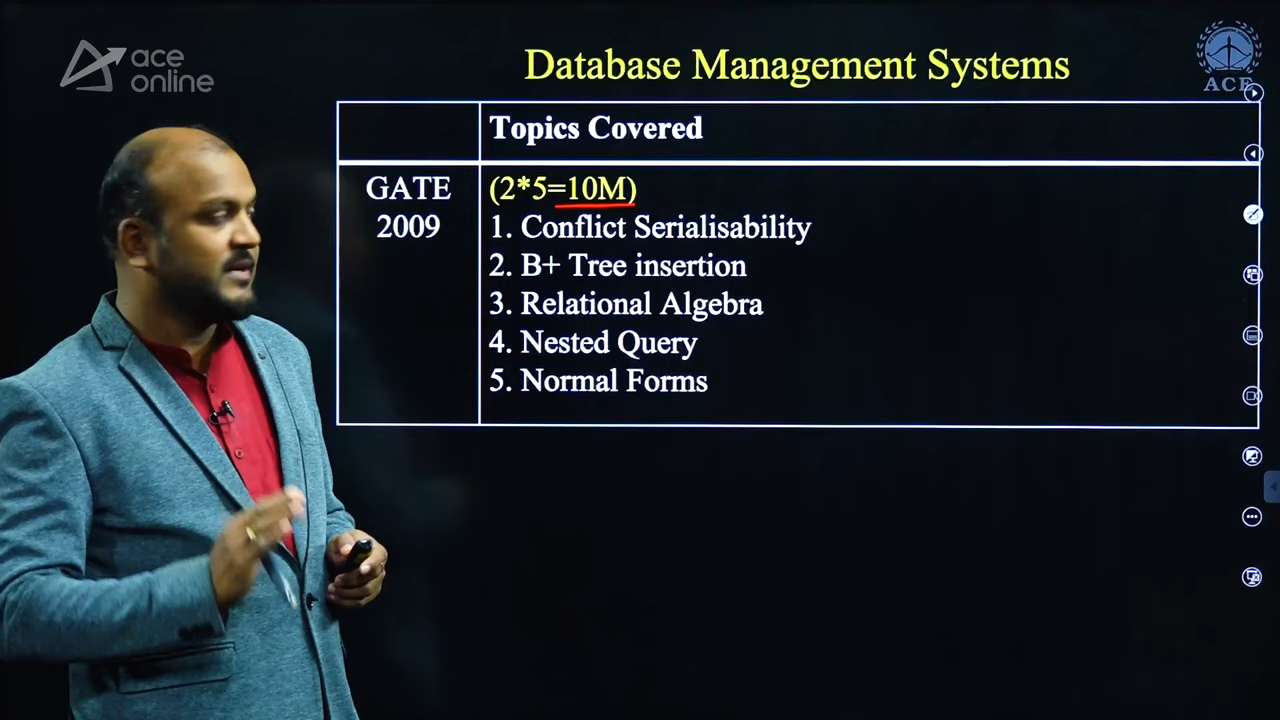 ace
online
Database Management Systems
ACE
Topics Covered
GATE
2009
(2*5=10M)
1. Conflict Serialisability
2. B+ Tree insertion
3. Relational Algebra
4. Nested Query
5. Normal Forms